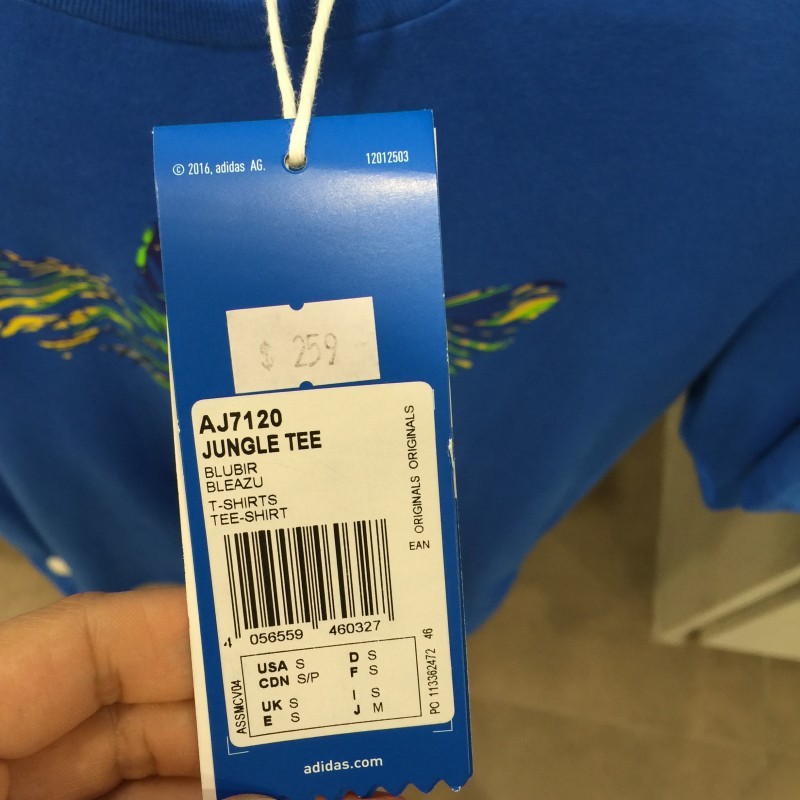 © 2016, adidas AG.
12012503
$ 259
AJ7120
JUNGLE TEE
BLUBIR
BLEAZU
T-SHIRTS
TEE-SHIRT
ORIGINALS ORIGINALS
EAN
4 056559 460327
USA S D S
CDN S/P F S
UK S I S
E S J M
ASSMCV04
PO 113362472 46
adidas.com